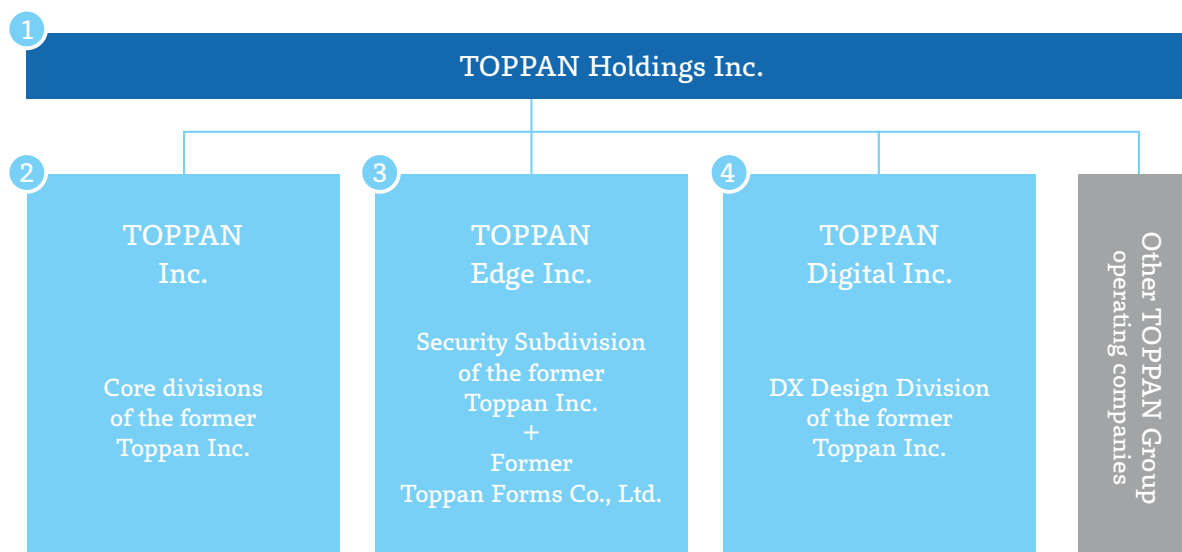 1
TOPPAN Holdings Inc.
2
TOPPAN
Inc.
Core divisions
of the former
Toppan Inc.
3
TOPPAN
Edge Inc.
Security Subdivision
of the former
Toppan Inc.
+
Former
Toppan Forms Co., Ltd.
4
TOPPAN
Digital Inc.
DX Design Division
of the former
Toppan Inc.
Other TOPPAN Group
operating companies